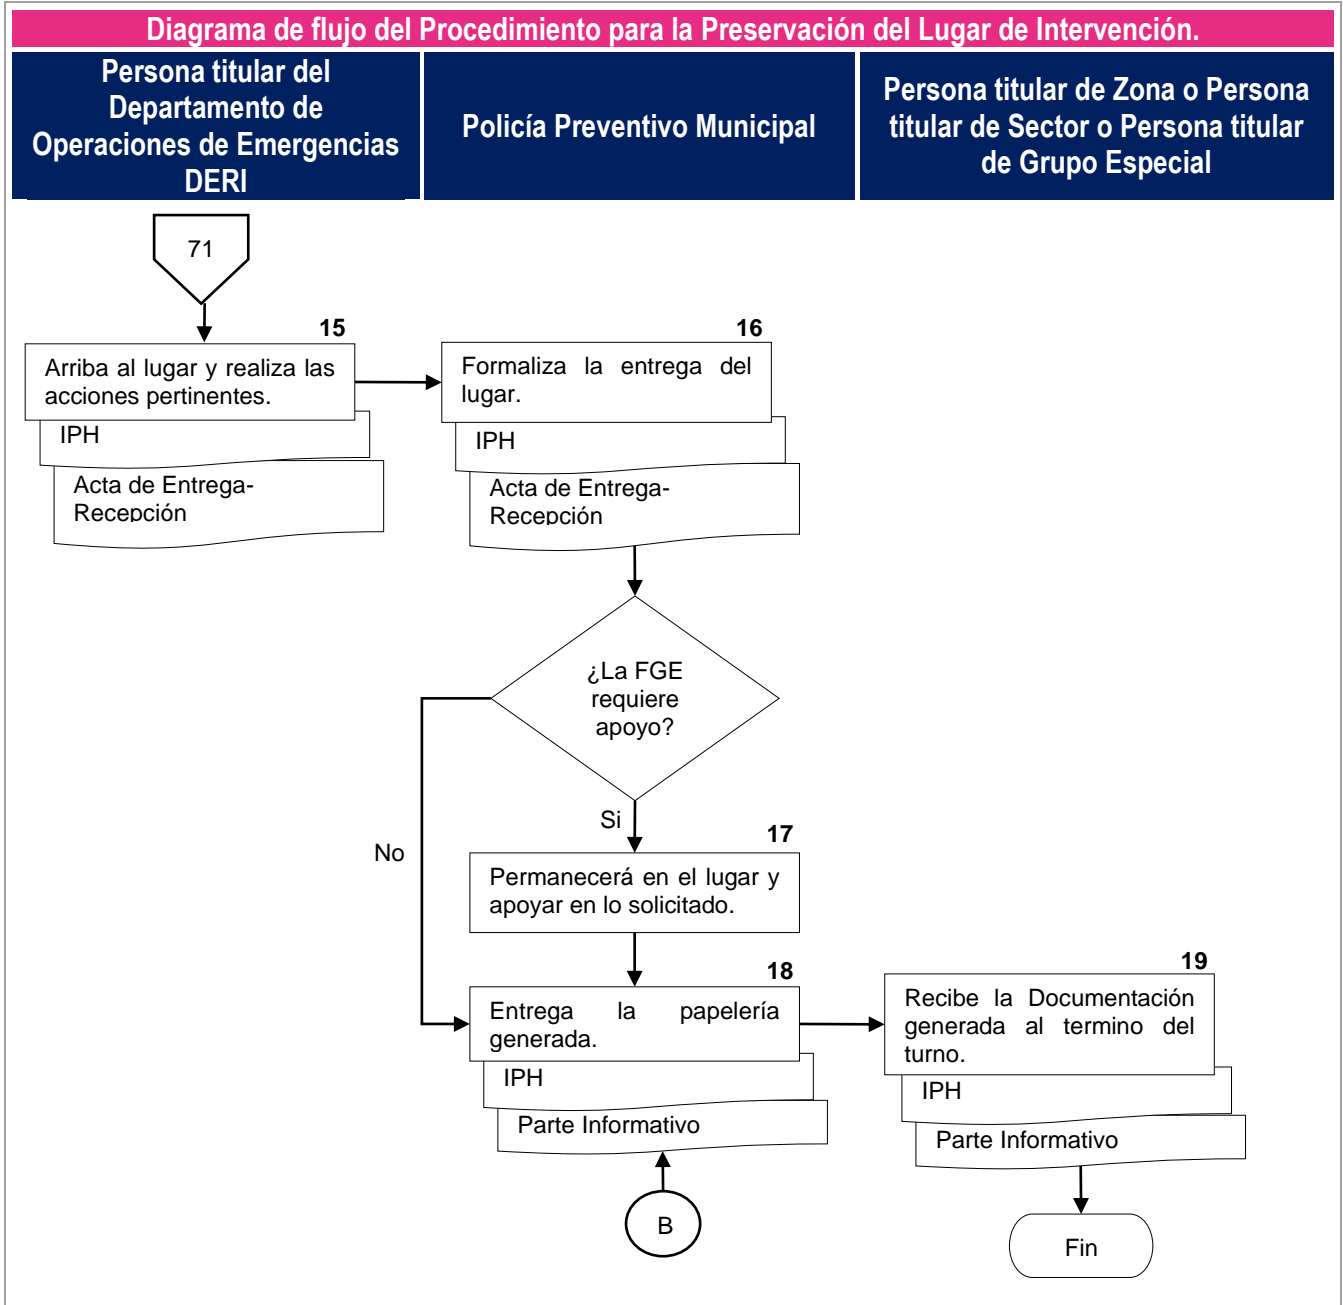 Diagrama de flujo del Procedimiento para la Preservación del Lugar de Intervención.
Persona titular del
Departamento de
Operaciones de Emergencias
DERI
Policía Preventivo Municipal
Persona titular de Zona o Persona
titular de Sector o Persona titular
de Grupo Especial
71
15
Arriba al lugar y realiza las
acciones pertinentes.
IPH
Acta de Entrega-
Recepción
16
Formaliza la entrega del
lugar.
IPH
Acta de Entrega-
Recepción
¿La FGE
requiere
apoyo?
Si
No
17
Permanecerá en el lugar y
apoyar en lo solicitado.
18
Entrega la papelería
generada.
IPH
Parte Informativo
B
19
Recibe la Documentación
generada al termino del
turno.
IPH
Parte Informativo
Fin